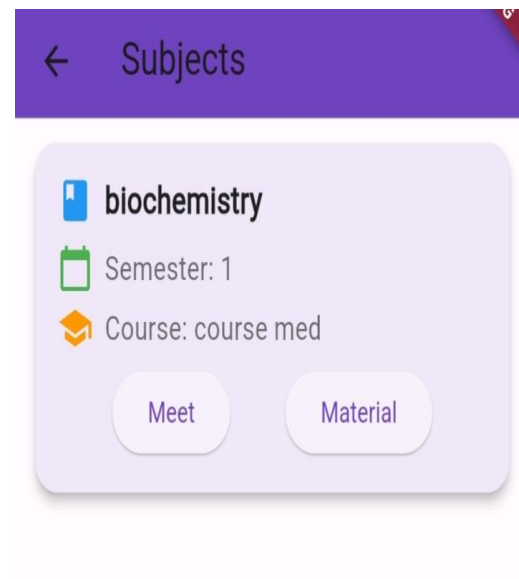 Subjects
biochemistry
Semester: 1
Course: course med
Meet Material